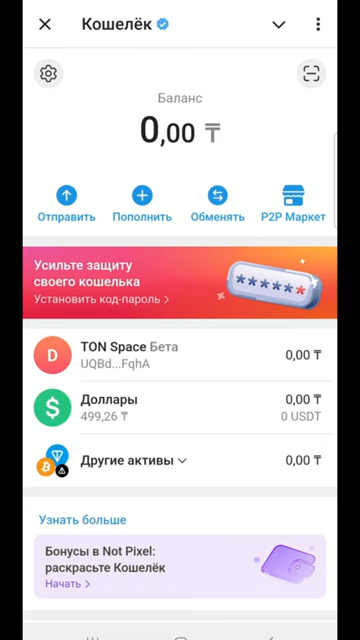 Кошелёк
Баланс
0,00 ₸
Отправить
Пополнить
Обменять
P2P Маркет
Усильте защиту
своего кошелька
Установить код-пароль >
******
D
TON Space Бета
UQBd...FqhA
0,00 ₸
$
Доллары
499,26 ₸
0,00 ₸
0 USDT
Другие активы
0,00 ₸
Узнать больше
Бонусы в Not Pixel:
раскрасьте Кошелёк
Начать >